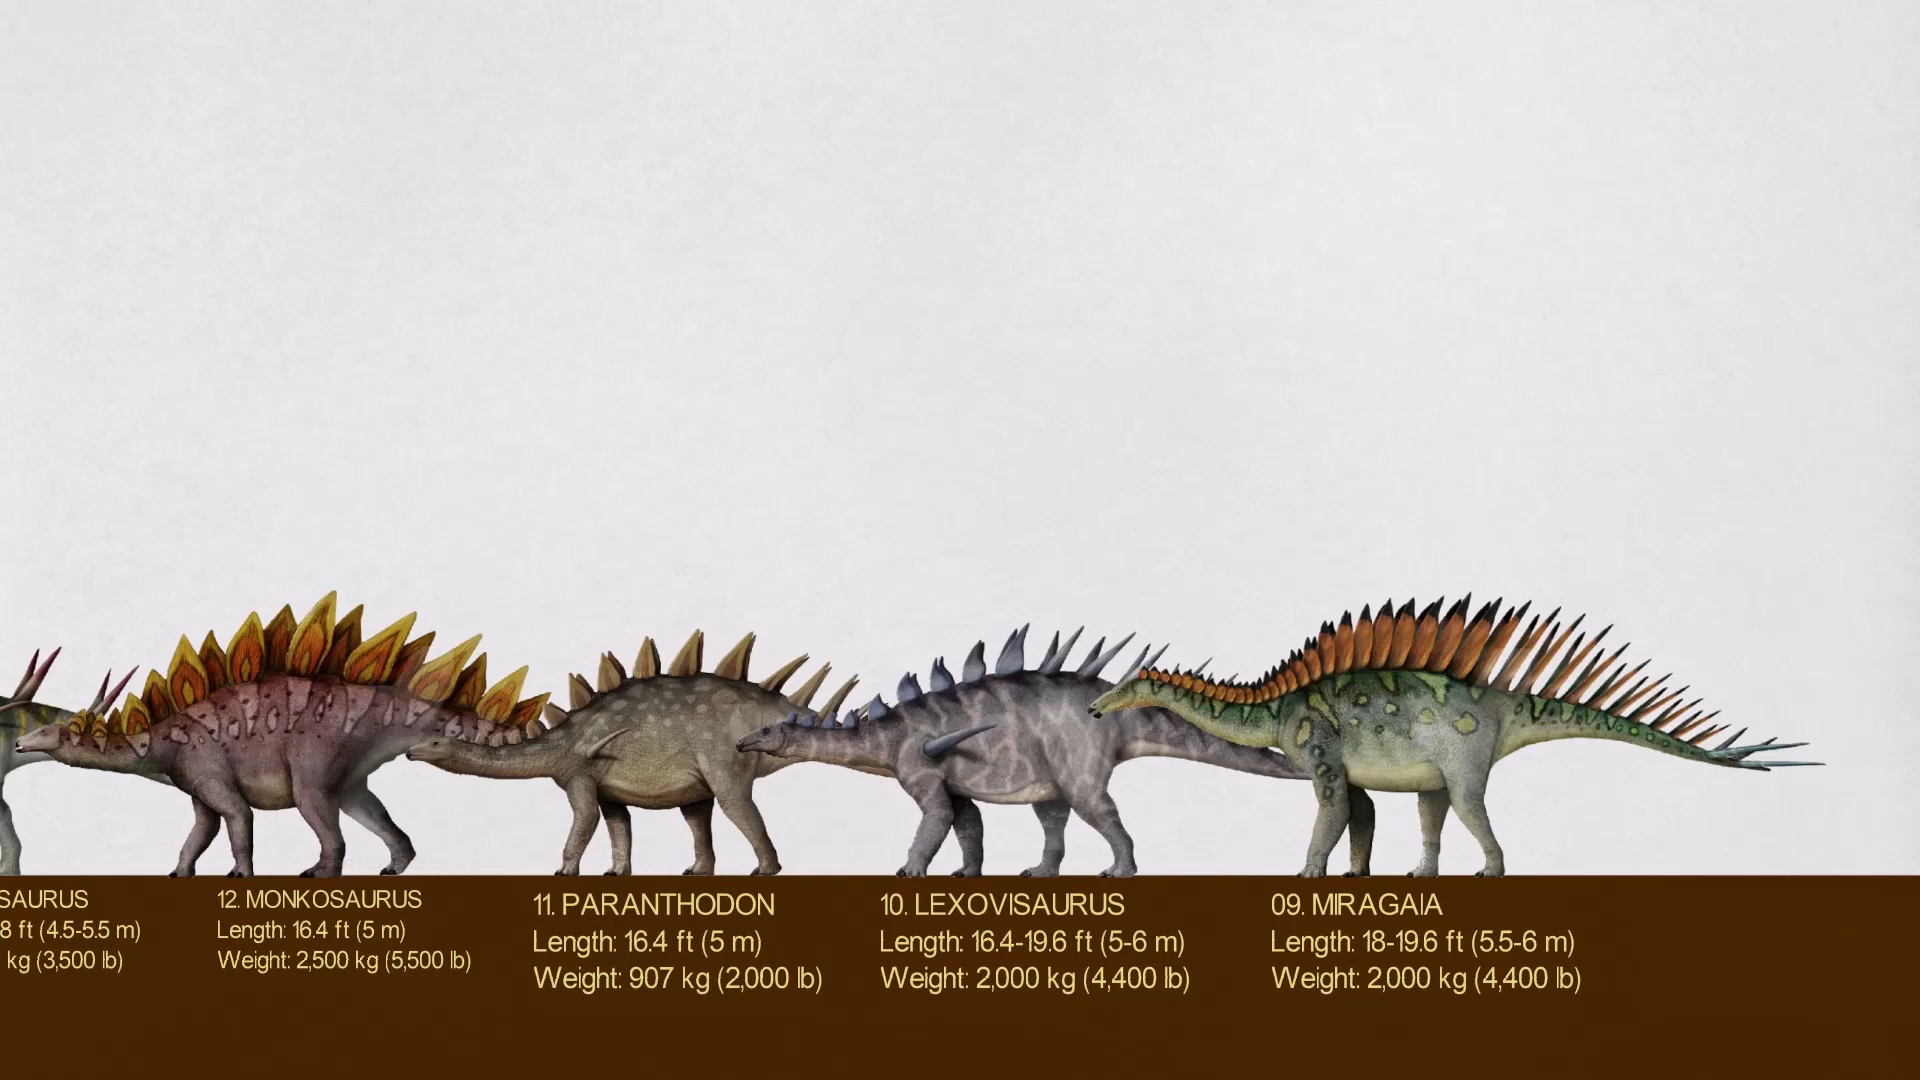 SAURUS
8 ft (4.5-5.5 m)
kg (3,500 lb)
12. MONKOSAURUS
Length: 16.4 ft (5 m)
Weight: 2,500 kg (5,500 lb)
11. PARANTHODON
Length: 16.4 ft (5 m)
Weight: 907 kg (2,000 lb)
10. LEXOVISAURUS
Length: 16.4-19.6 ft (5-6 m)
Weight: 2,000 kg (4,400 lb)
09. MIRAGAIA
Length: 18-19.6 ft (5.5-6 m)
Weight: 2,000 kg (4,400 lb)